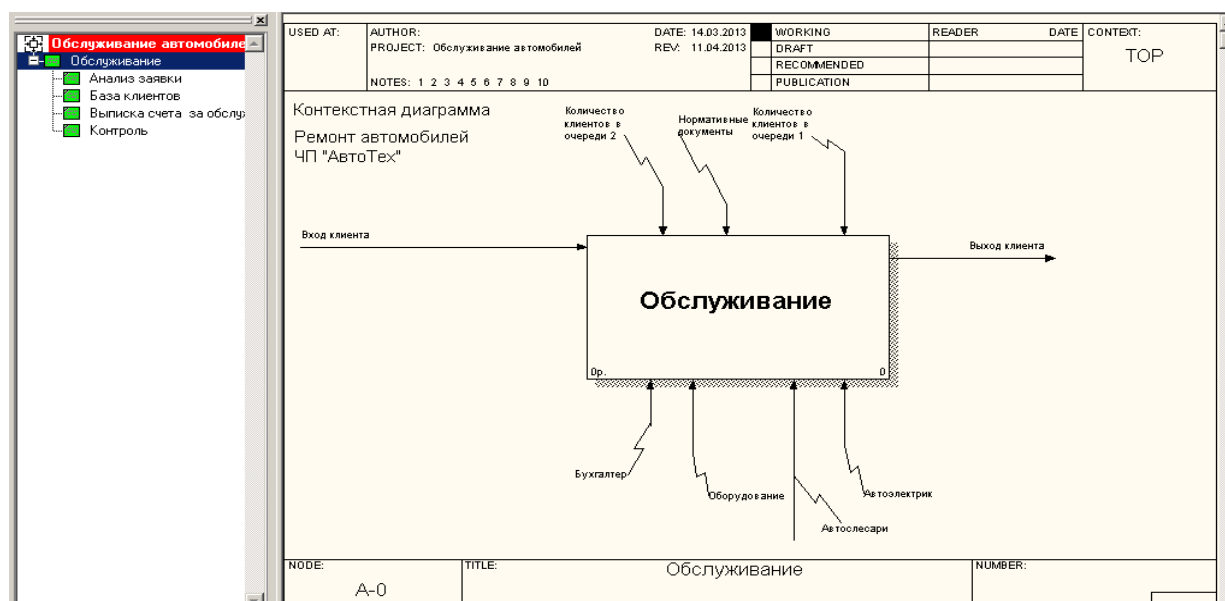 Обслуживание автомобиле
Обслуживание
Анализ заявки
База клиентов
Выписка счета за обслу
Контроль
USED AT:
AUTHOR:
DATE: 14.03.2013
WORKING
READER
DATE
CONTEXT:
PROJECT: Обслуживание автомобилей
REV: 11.04.2013
DRAFT
TOP
RECOMMENDED
NOTES: 1 2 3 4 5 6 7 8 9 10
PUBLICATION
Контекстная диаграмма
Ремонт автомобилей
ЧП "АвтоТех"
Количество
клиентов в
очереди 2
Нормативные
документы
Количество
клиентов в
очереди 1
Вход клиента
Выход клиента
Обслуживание
0р.
0
Бухгалтер
Оборудование
Автоэлектрик
Автослесари
NODE:
TITLE:
Обслуживание
NUMBER:
A-0